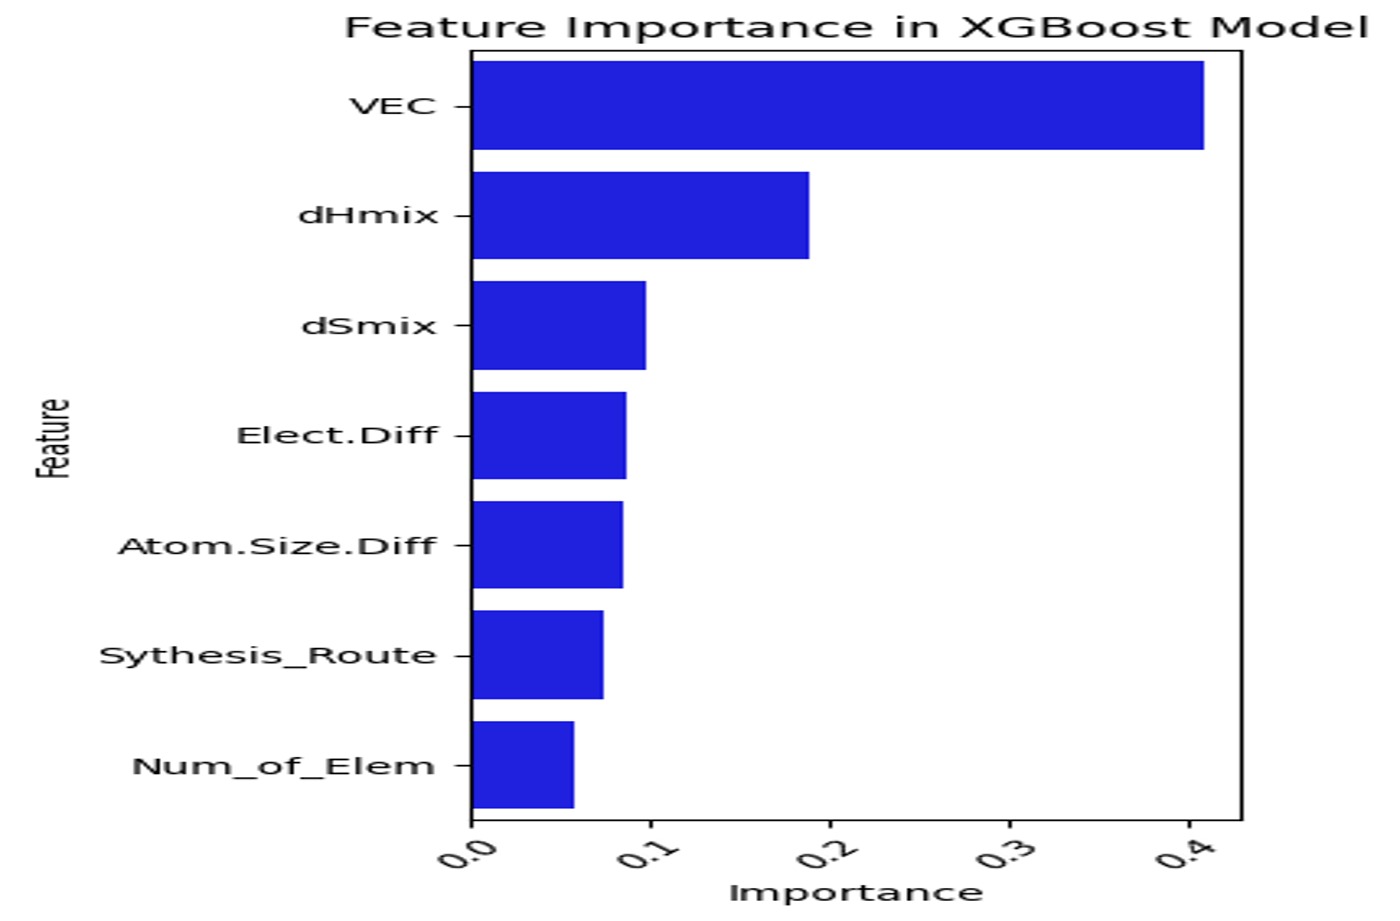 Feature Importance in XGBoost Model
VEC
dHmix
dSmix
Elect.Diff
Atom.Size.Diff
Sythesis_Route
Num_of_Elem
Feature
0.0 0.1 0.2 0.3 0.4
Importance